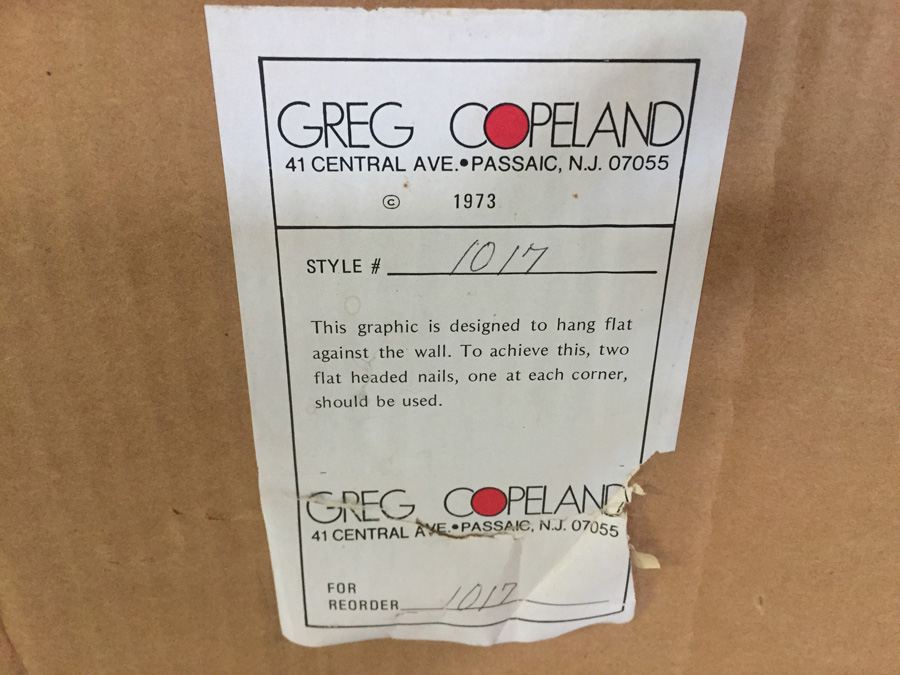 GREG COPELAND
41 CENTRAL AVE.•PASSAIC, N.J. 07055
© 1973
STYLE # 1017
This graphic is designed to hang flat
against the wall. To achieve this, two
flat headed nails, one at each corner,
should be used.
GREG COPELAND
41 CENTRAL AVE.•PASSAIC, N.J. 07055
FOR
REORDER 1017